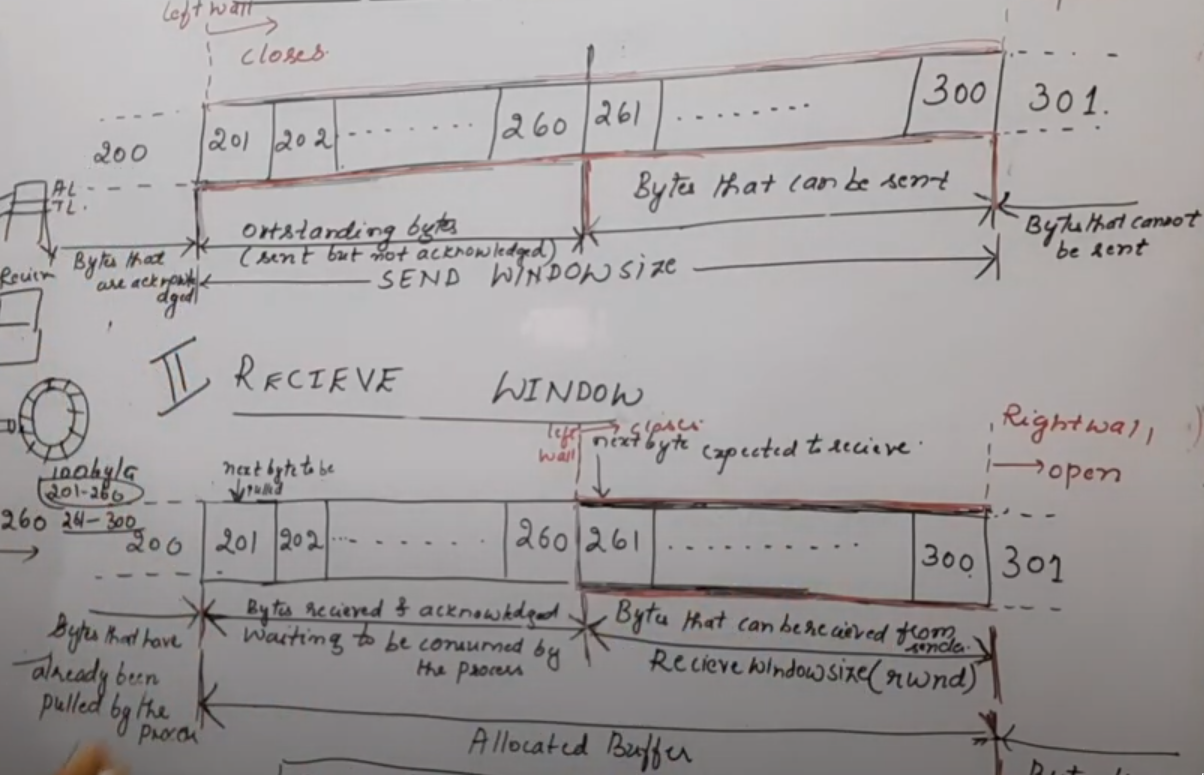 left wall
closes
200 201 202 ........ 260 261 ........ 300 301.
AL
TL.
Bytes that can be sent
Outstanding bytes
(sent but not acknowledged)
Bytes that
are acknowle
dged
Bytes that cannot
be sent
SEND WINDOW size
II RECIEVE WINDOW
left
wall
closes
next byte expected to recieve.
Right wall,
open
next byte to be
pulled
100 by/a
201-260
260 261-300
200 201 202 ........ 260 261 ........ 300 301
Bytes that have
already been
pulled by the
Bytes recieved & acknowledged
waiting to be consumed by
the process
Bytes that can be recieved from
sender.
Recieve window size (rwnd)
Allocated Buffer